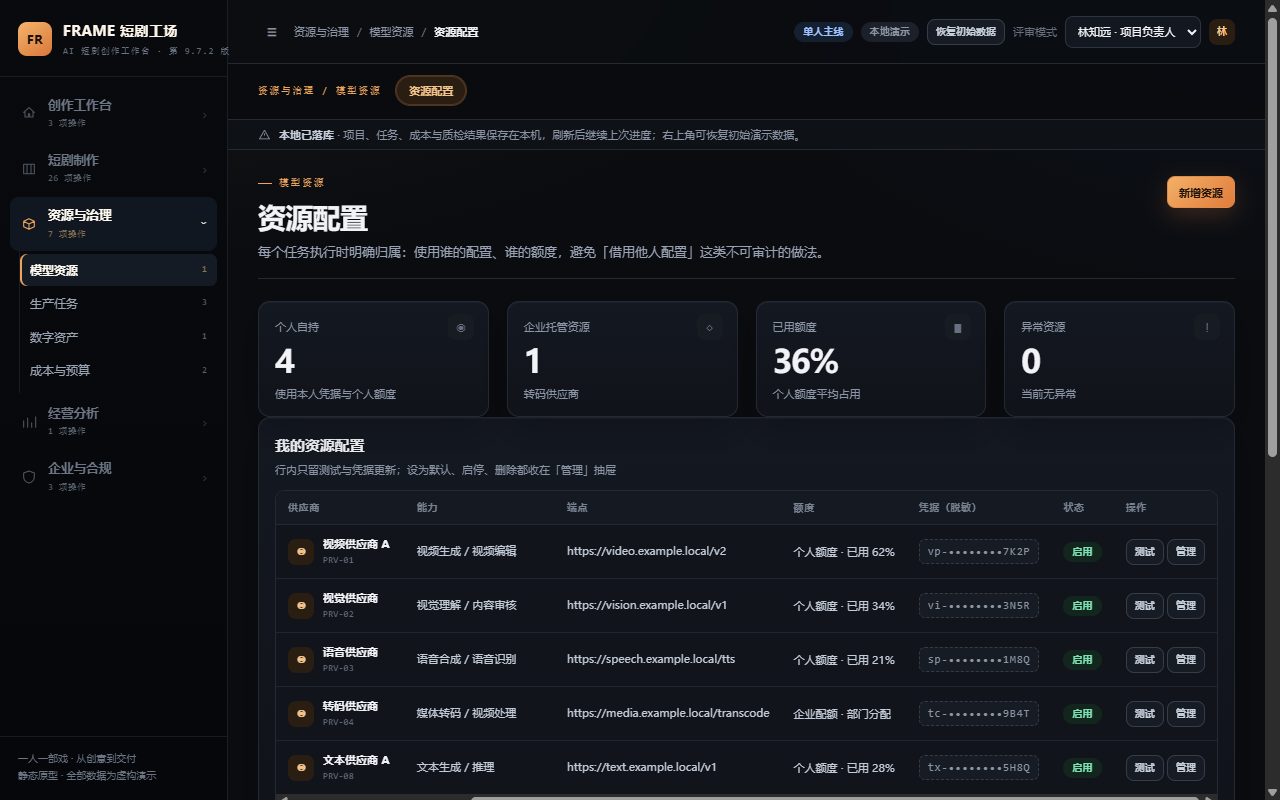 FR
FRAME 短剧工场
AI 短剧创作工作台 · 第 9.7.2 版
创作工作台
3 项操作
短剧制作
26 项操作
资源与治理
7 项操作
模型资源 1
生产任务 3
数字资产 1
成本与预算 2
经营分析
1 项操作
企业与合规
3 项操作
一人一部戏 · 从创意到交付
静态原型 · 全部数据为虚构演示
资源与治理 / 模型资源 / 资源配置
单人主线 本地演示 恢复初始数据 评审模式 林知远 · 项目负责人 林
资源与治理 / 模型资源 资源配置
本地已落库 · 项目、任务、成本与质检结果保存在本机，刷新后继续上次进度；右上角可恢复初始演示数据。
模型资源
新增资源
资源配置
每个任务执行时明确归属：使用谁的配置、谁的额度，避免「借用他人配置」这类不可审计的做法。
个人自持
4
使用本人凭据与个人额度
企业托管资源
1
转码供应商
已用额度
36%
个人额度平均占用
异常资源 !
0
当前无异常
我的资源配置
行内只留测试与凭据更新；设为默认、启停、删除都收在「管理」抽屉
供应商 能力 端点 额度 凭据（脱敏） 状态 操作
视频供应商 A
PRV-01
视频生成 / 视频编辑 https://video.example.local/v2 个人额度 · 已用 62% vp-••••••••7K2P 启用 测试 管理
视觉供应商
PRV-02
视觉理解 / 内容审核 https://vision.example.local/v1 个人额度 · 已用 34% vi-••••••••3N5R 启用 测试 管理
语音供应商
PRV-03
语音合成 / 语音识别 https://speech.example.local/tts 个人额度 · 已用 21% sp-••••••••1M8Q 启用 测试 管理
转码供应商
PRV-04
媒体转码 / 视频处理 https://media.example.local/transcode 企业配额 · 部门分配 tc-••••••••9B4T 启用 测试 管理
文本供应商 A
PRV-08
文本生成 / 推理 https://text.example.local/v1 个人额度 · 已用 28% tx-••••••••5H8Q 启用 测试 管理